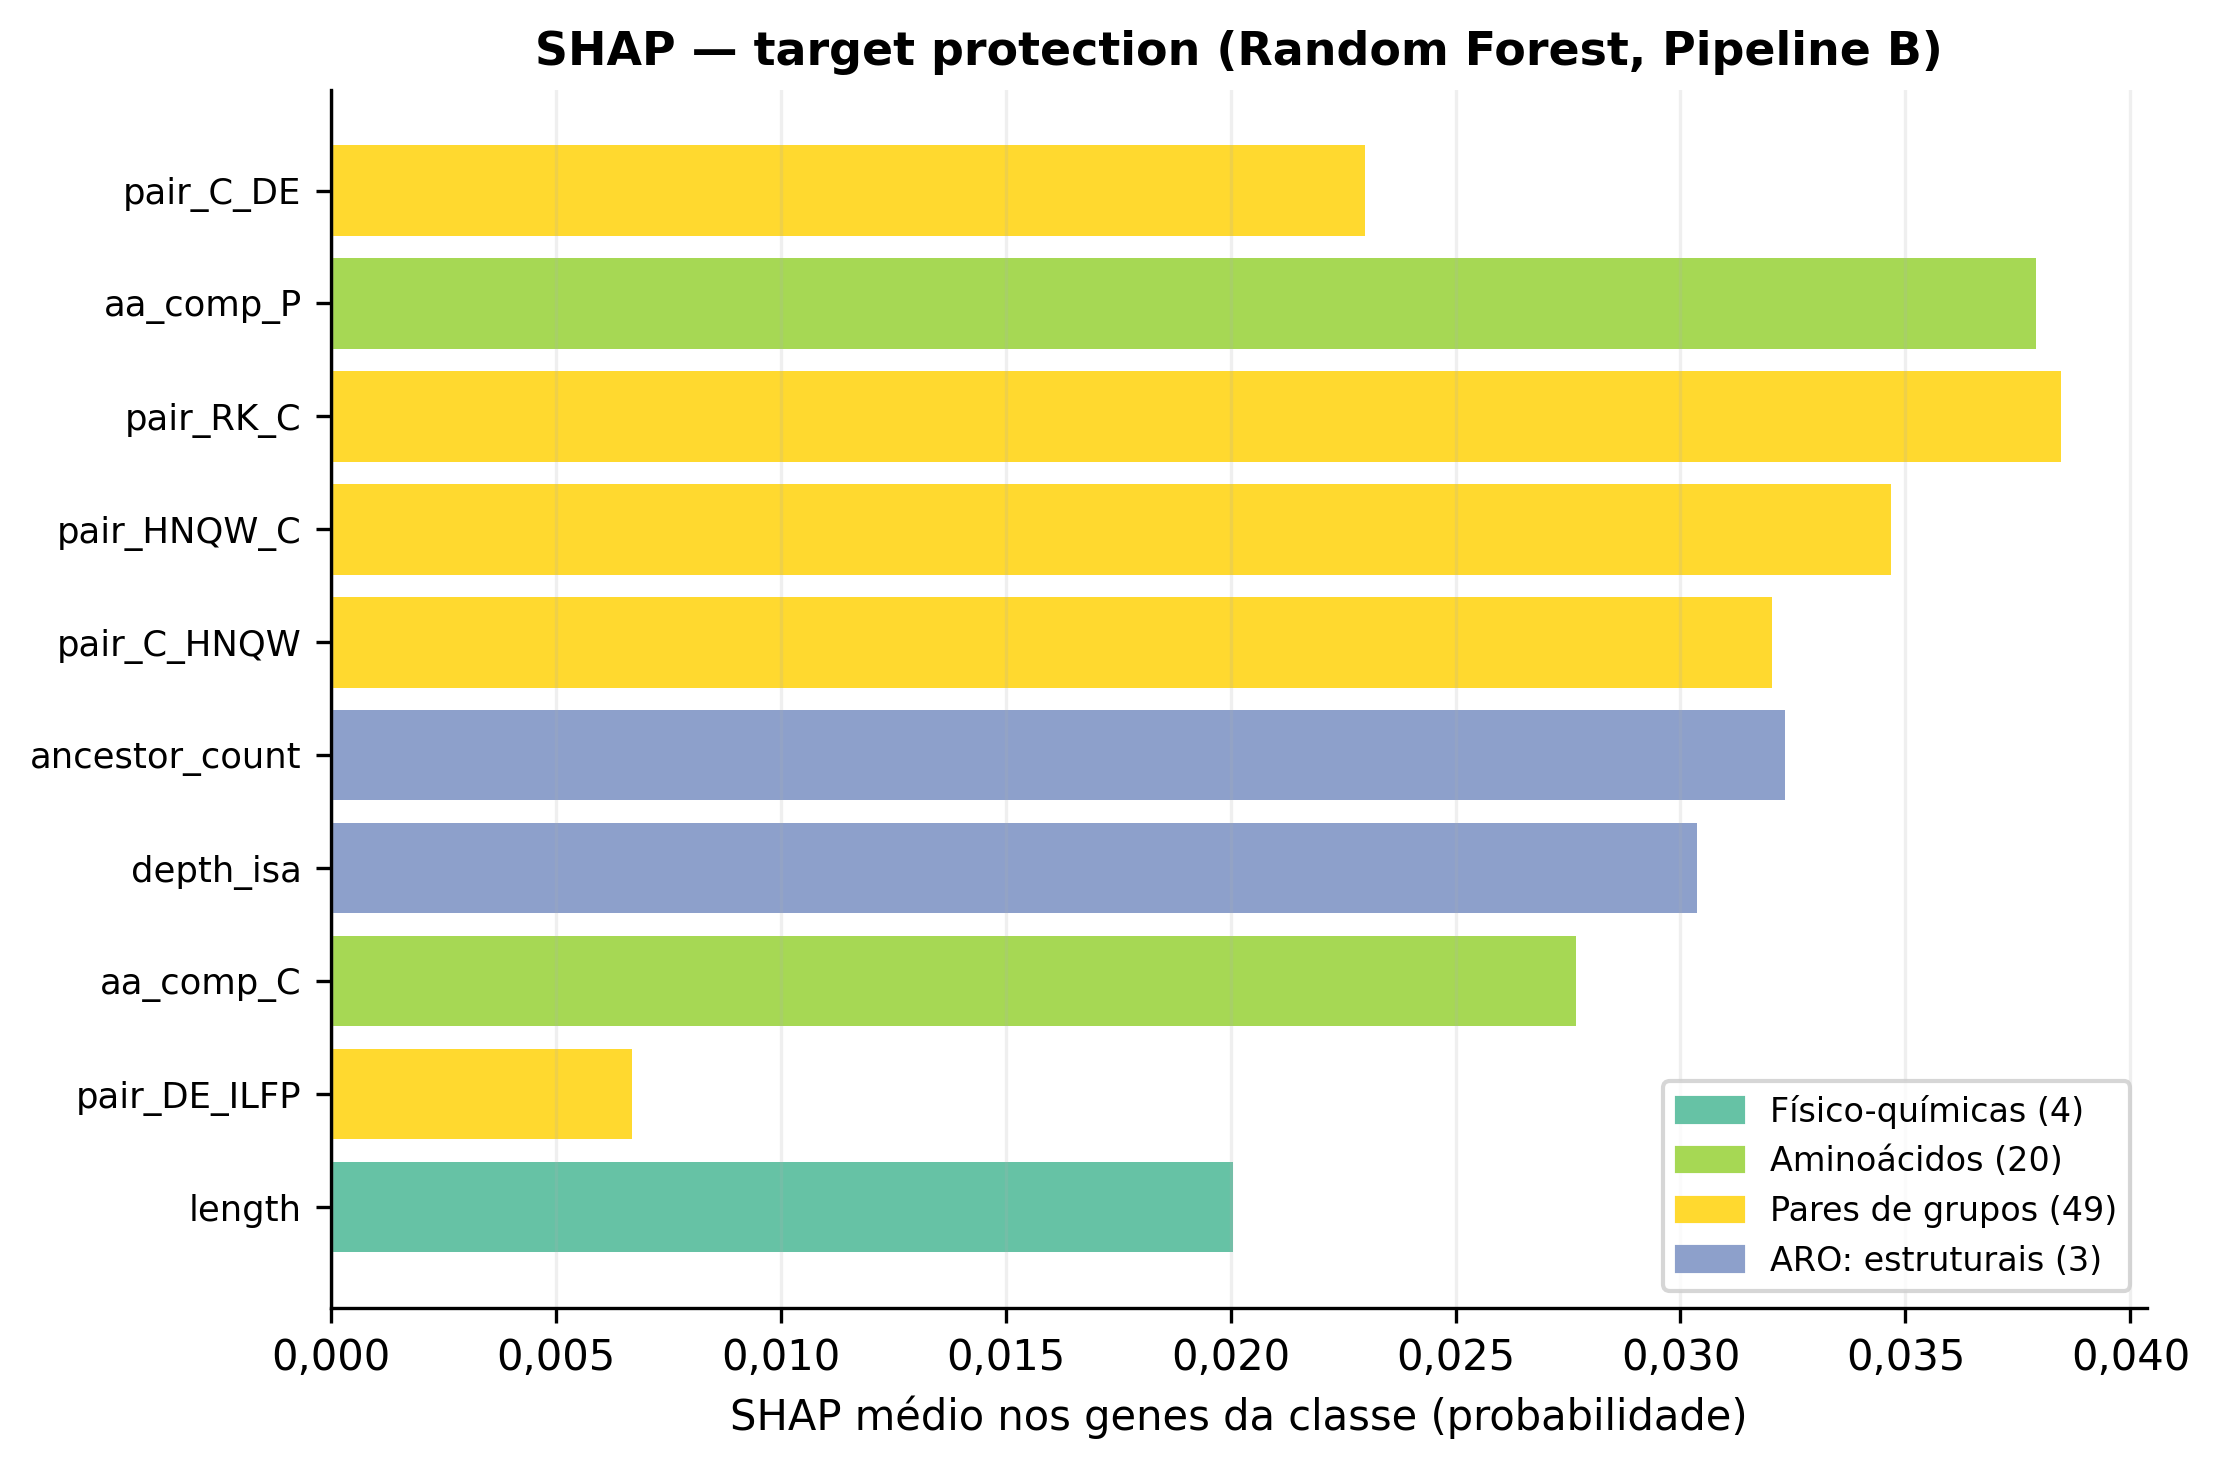 SHAP — target protection (Random Forest, Pipeline B)
pair_C_DE
aa_comp_P
pair_RK_C
pair_HNQW_C
pair_C_HNQW
ancestor_count
depth_isa
aa_comp_C
pair_DE_ILFP
length
Físico-químicas (4)
Aminoácidos (20)
Pares de grupos (49)
ARO: estruturais (3)
0,000 0,005 0,010 0,015 0,020 0,025 0,030 0,035 0,040
SHAP médio nos genes da classe (probabilidade)